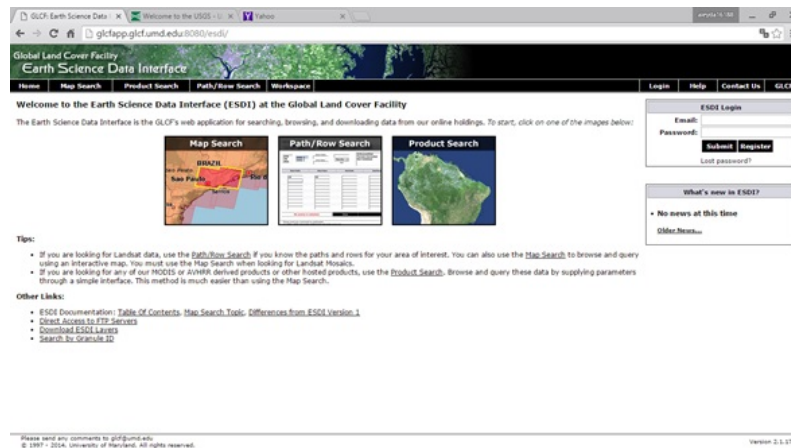 GLCF: Earth Science Data I
Welcome to the USGS - U
Yahoo
glcfapp.glcf.umd.edu:8080/esdi/
Global Land Cover Facility
Earth Science Data Interface
Home Map Search Product Search Path/Row Search Workspace Login Help Contact Us GLCF
Welcome to the Earth Science Data Interface (ESDI) at the Global Land Cover Facility
The Earth Science Data Interface is the GLCF's web application for searching, browsing, and downloading data from our online holdings. To start, click on one of the images below:
Map Search
BRAZIL
Sao Paulo
Path/Row Search
Product Search
Tips:
• If you are looking for Landsat data, use the Path/Row Search if you know the paths and rows for your area of interest. You can also use the Map Search to browse and query
using an interactive map. You must use the Map Search when looking for Landsat Mosaics.
• If you are looking for any of our MODIS or AVHRR derived products or other hosted products, use the Product Search. Browse and query these data by supplying parameters
through a simple interface. This method is much easier than using the Map Search.
Other Links:
• ESDI Documentation: Table Of Contents, Map Search Topic, Differences from ESDI Version 1
• Direct Access to FTP Servers
• Download ESDI Layers
• Search by Granule ID
ESDI Login
Email:
Password:
Submit Register
Lost password?
What's new in ESDI?
• No news at this time
Older News...
Please send any comments to glcf@umd.edu
© 1997 - 2014, University of Maryland. All rights reserved.
Version 2.1.1